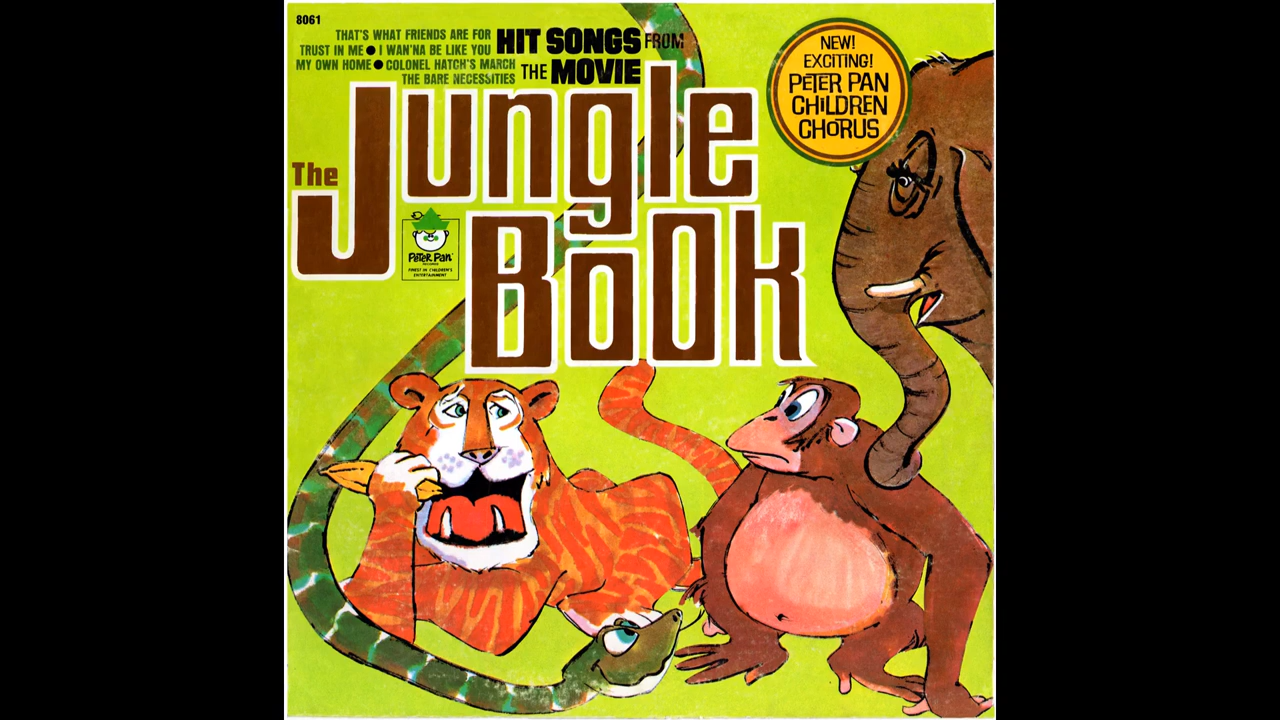 8061
THAT'S WHAT FRIENDS ARE FOR
TRUST IN ME ● I WAN'NA BE LIKE YOU
MY OWN HOME ● COLONEL HATCH'S MARCH
THE BARE NECESSITIES
HIT SONGS FROM
THE MOVIE
The Jungle
Book
NEW!
EXCITING!
PETER PAN
CHILDREN
CHORUS
Peter Pan
RECORDS
FINEST IN CHILDREN'S
ENTERTAINMENT